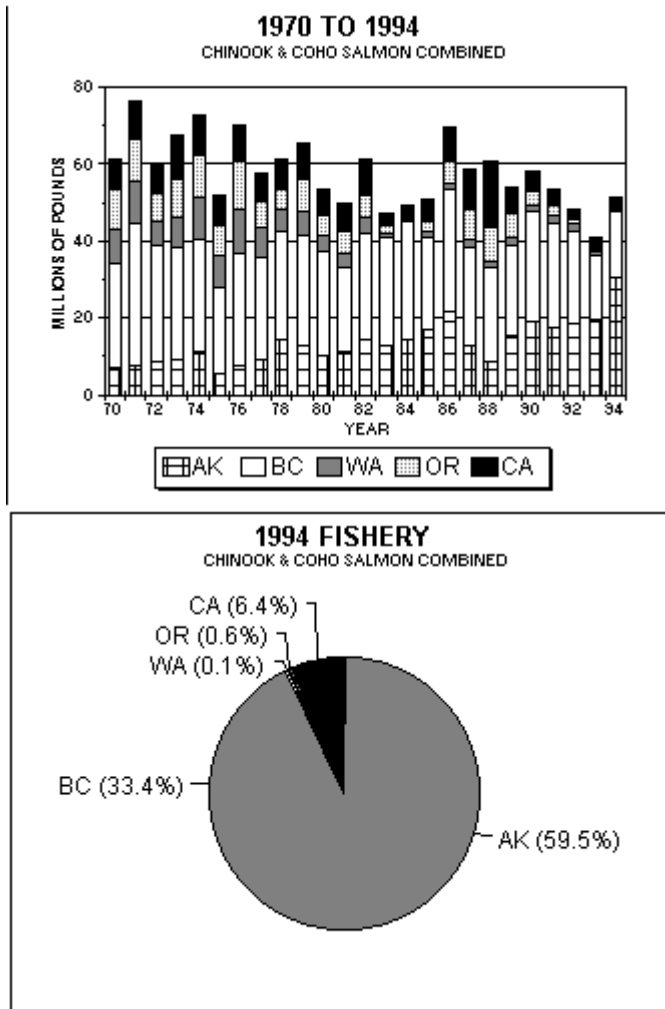 1970 TO 1994
CHINOOK & COHO SALMON COMBINED
80
60
40
20
0
MILLIONS OF POUNDS
70 72 74 76 78 80 82 84 86 88 90 92 94
YEAR
AK BC WA OR CA
1994 FISHERY
CHINOOK & COHO SALMON COMBINED
CA (6.4%)
OR (0.6%)
WA (0.1%)
BC (33.4%)
AK (59.5%)